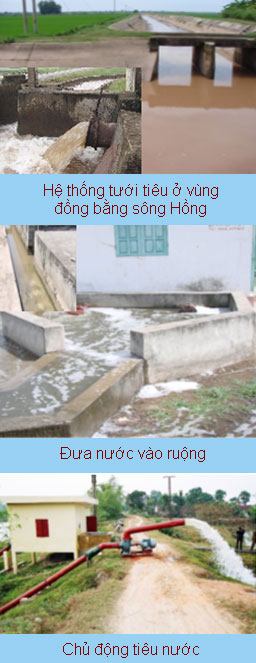 Hệ thống tưới tiêu ở vùng
đồng bằng sông Hồng
Đưa nước vào ruộng
Chủ động tiêu nước